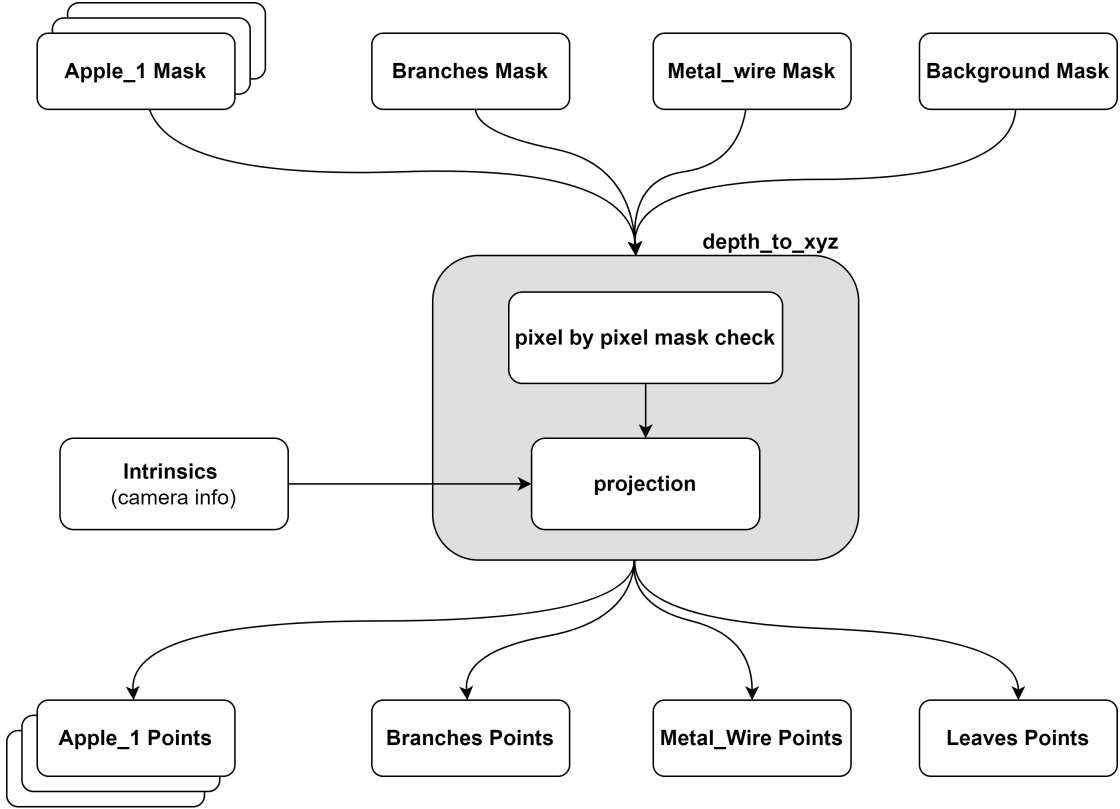 Apple_1 Mask
Branches Mask
Metal_wire Mask
Background Mask
depth_to_xyz
pixel by pixel mask check
Intrinsics
(camera info)
projection
Apple_1 Points
Branches Points
Metal_Wire Points
Leaves Points